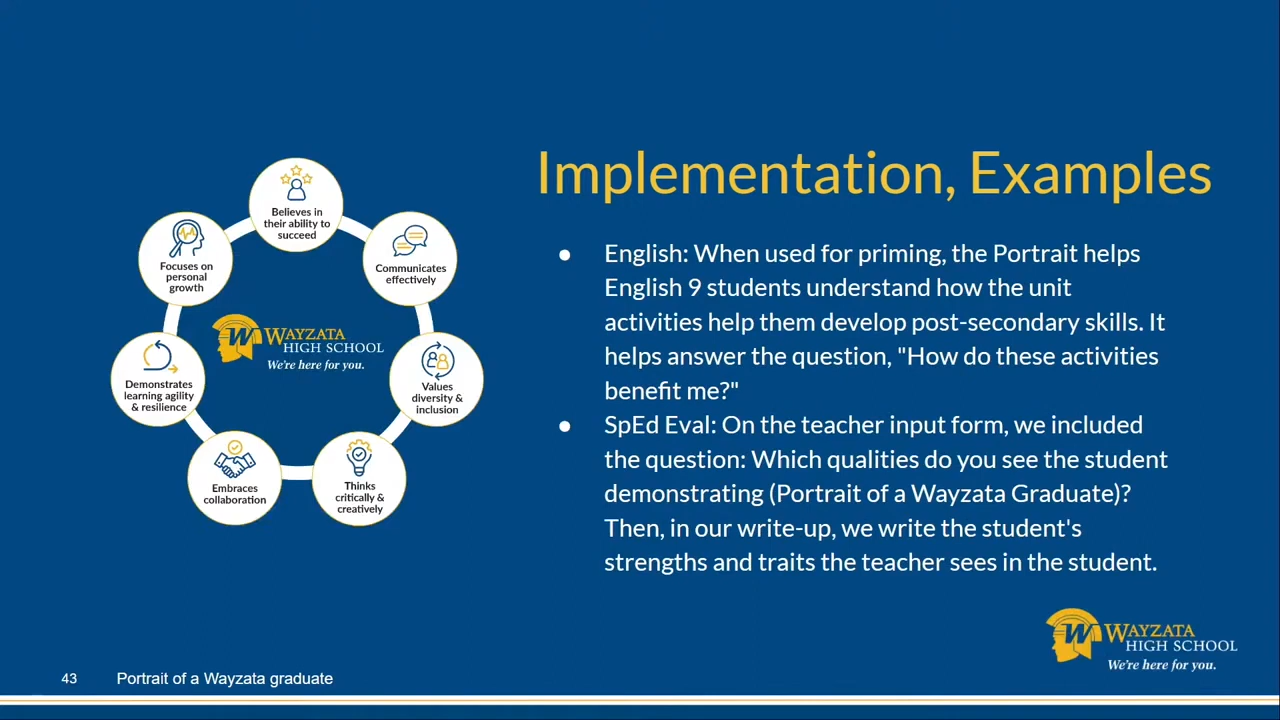 Implementation, Examples
Believes in
their ability to
succeed
Communicates
effectively
Values
diversity &
inclusion
Thinks
critically &
creatively
Embraces
collaboration
Demonstrates
learning agility
& resilience
Focuses on
personal
growth
W WAYZATA
HIGH SCHOOL
We're here for you.
● English: When used for priming, the Portrait helps
English 9 students understand how the unit
activities help them develop post-secondary skills. It
helps answer the question, "How do these activities
benefit me?"
● SpEd Eval: On the teacher input form, we included
the question: Which qualities do you see the student
demonstrating (Portrait of a Wayzata Graduate)?
Then, in our write-up, we write the student's
strengths and traits the teacher sees in the student.
W WAYZATA
HIGH SCHOOL
We're here for you.
43 Portrait of a Wayzata graduate